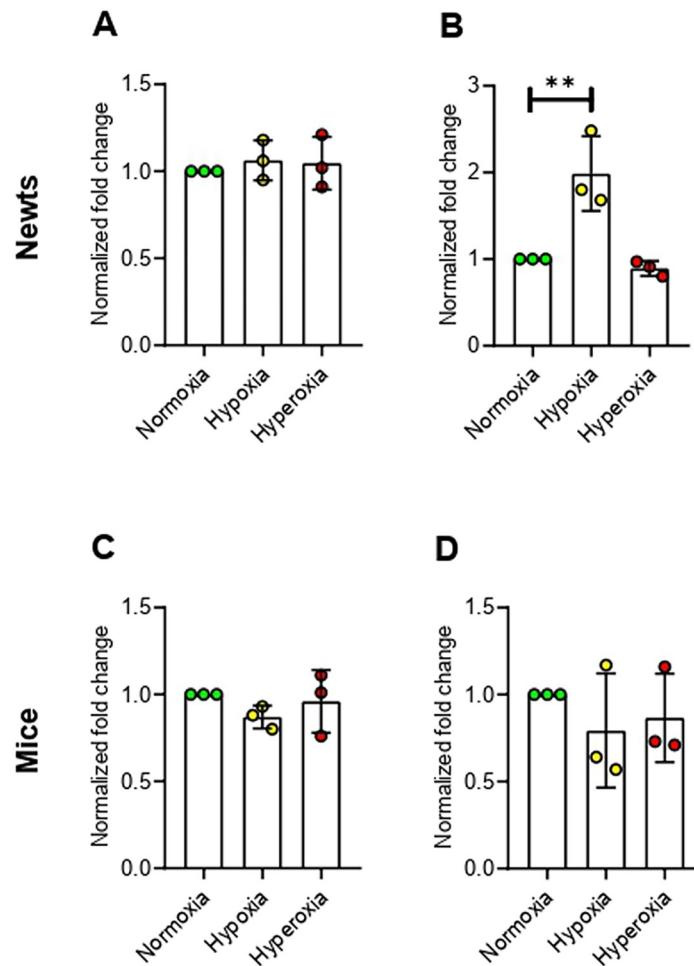 A
B
Newts
Normalized fold change
1.5
1.0
0.5
0.0
Normoxia
Hypoxia
Hyperoxia
Normalized fold change
3
2
1
0
**
Normoxia
Hypoxia
Hyperoxia
C
D
Mice
Normalized fold change
1.5
1.0
0.5
0.0
Normoxia
Hypoxia
Hyperoxia
Normalized fold change
1.5
1.0
0.5
0.0
Normoxia
Hypoxia
Hyperoxia